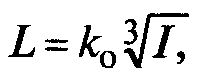 L = k₀∛I,